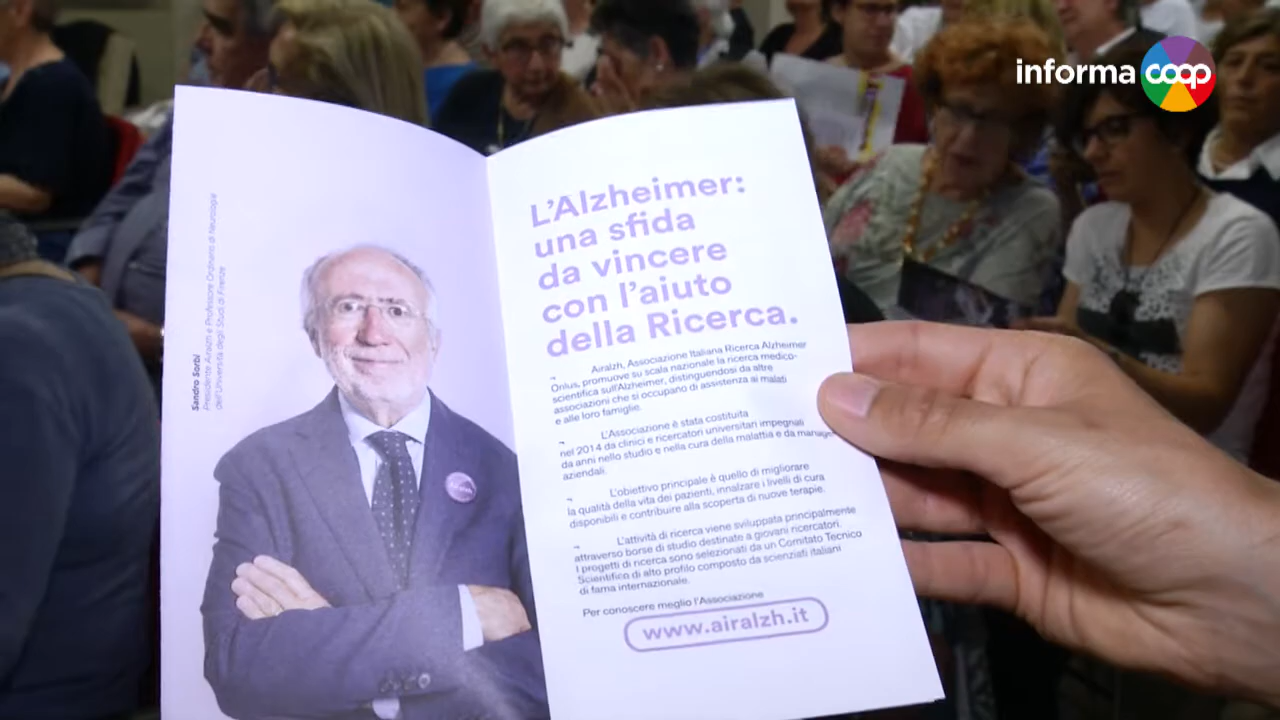 informa coop
Sandro Sorbi
Presidente Airalzh e Professore Ordinario di Neurologia
dell'Università degli Studi di Firenze
L'Alzheimer:
una sfida
da vincere
con l'aiuto
della Ricerca.
¬ Airalzh, Associazione Italiana Ricerca Alzheimer
Onlus, promuove su scala nazionale la ricerca medico-
scientifica sull'Alzheimer, distinguendosi da altre
associazioni che si occupano di assistenza ai malati
e alle loro famiglie.
¬ L'Associazione è stata costituita
nel 2014 da clinici e ricercatori universitari impegnati
da anni nello studio e nella cura della malattia e da manager
aziendali.
¬ L'obiettivo principale è quello di migliorare
la qualità della vita dei pazienti, innalzare i livelli di cura
disponibili e contribuire alla scoperta di nuove terapie.
¬ L'attività di ricerca viene sviluppata principalmente
attraverso borse di studio destinate a giovani ricercatori.
I progetti di ricerca sono selezionati da un Comitato Tecnico
Scientifico di alto profilo composto da scienziati italiani
di fama internazionale.
Per conoscere meglio l'Associazione
www.airalzh.it